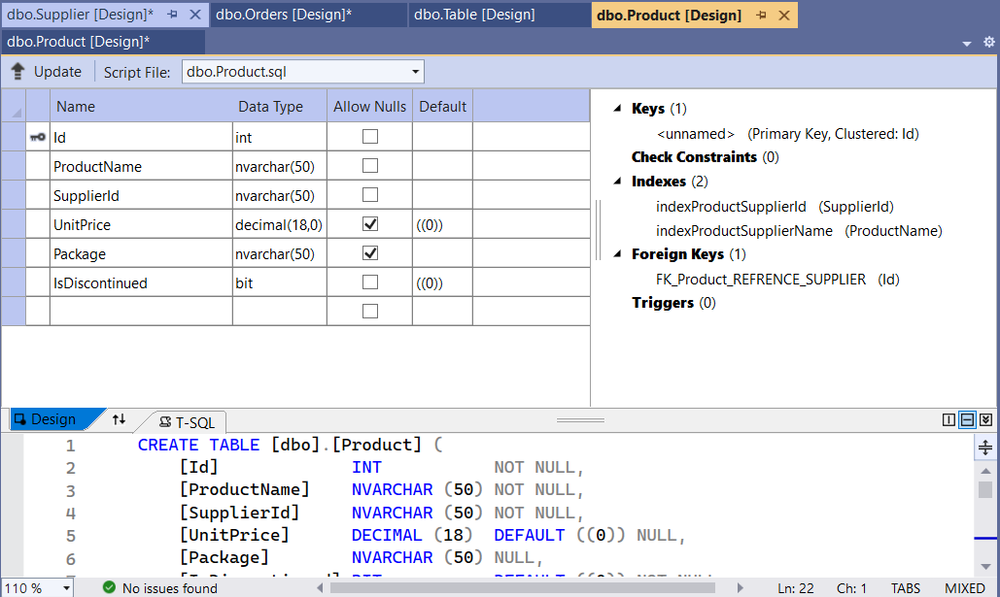 dbo.Supplier [Design]* dbo.Orders [Design]* dbo.Table [Design] dbo.Product [Design]
dbo.Product [Design]*
Update Script File: dbo.Product.sql
Name Data Type Allow Nulls Default
Id int
ProductName nvarchar(50)
SupplierId nvarchar(50)
UnitPrice decimal(18,0) ((0))
Package nvarchar(50)
IsDiscontinued bit ((0))
Keys (1)
<unnamed> (Primary Key, Clustered: Id)
Check Constraints (0)
Indexes (2)
indexProductSupplierId (SupplierId)
indexProductSupplierName (ProductName)
Foreign Keys (1)
FK_Product_REFRENCE_SUPPLIER (Id)
Triggers (0)
Design T-SQL
1 CREATE TABLE [dbo].[Product] (
2 [Id] INT NOT NULL,
3 [ProductName] NVARCHAR (50) NOT NULL,
4 [SupplierId] NVARCHAR (50) NOT NULL,
5 [UnitPrice] DECIMAL (18) DEFAULT ((0)) NULL,
6 [Package] NVARCHAR (50) NULL,
110 % No issues found Ln: 22 Ch: 1 TABS MIXED